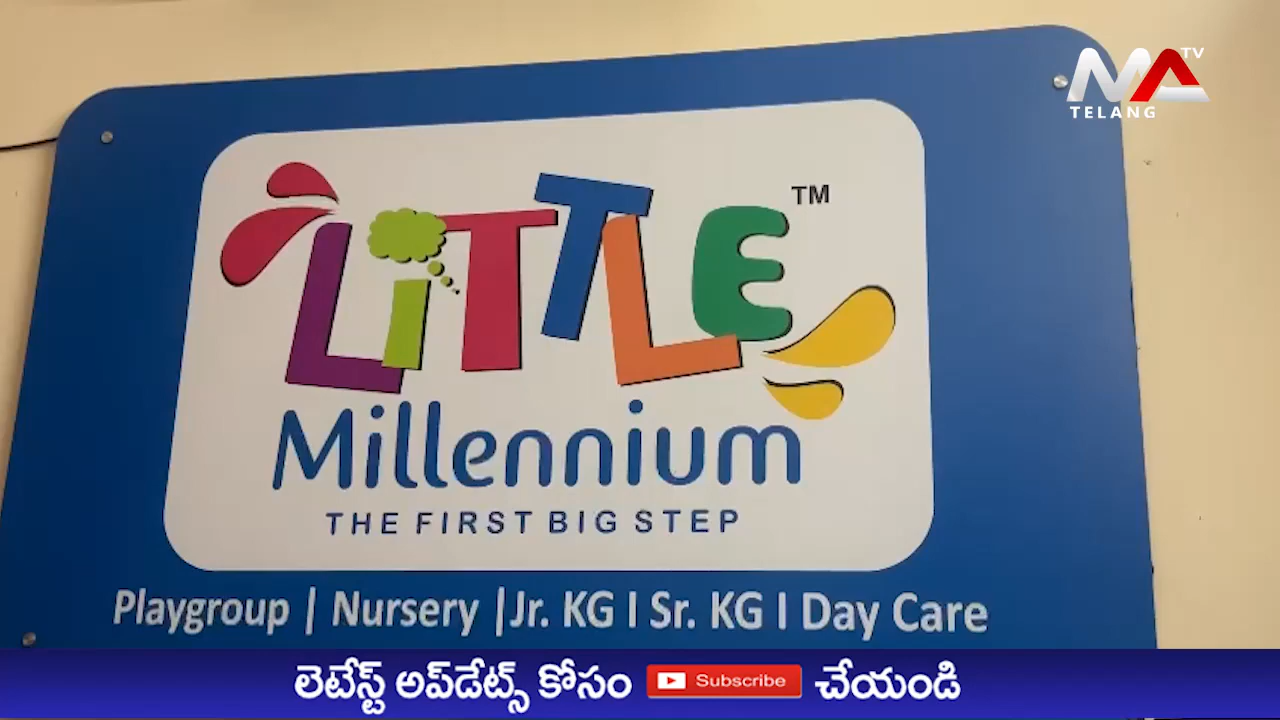 MA TV
TELANG
LiTTLE TM
Millennium
THE FIRST BIG STEP
Playgroup | Nursery |Jr. KG I Sr. KG I Day Care
లెటేస్ట్ అప్‌డేట్స్ కోసం Subscribe చేయండి